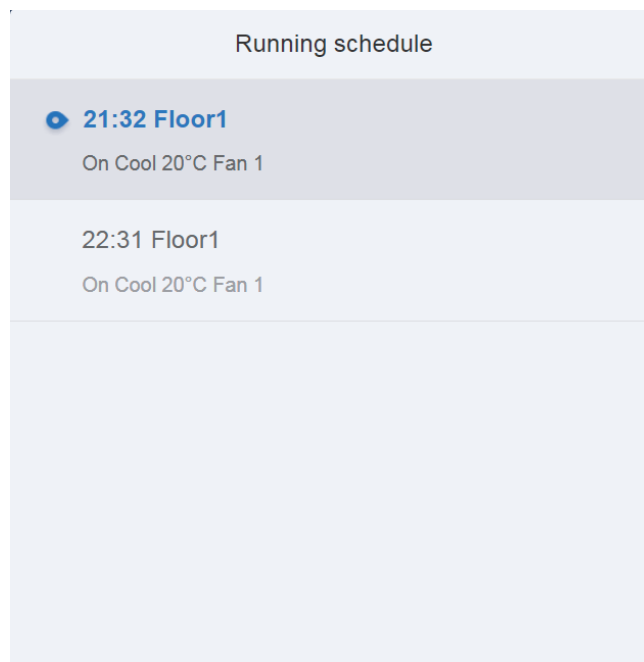 Running schedule
21:32 Floor1
On Cool 20°C Fan 1
22:31 Floor1
On Cool 20°C Fan 1